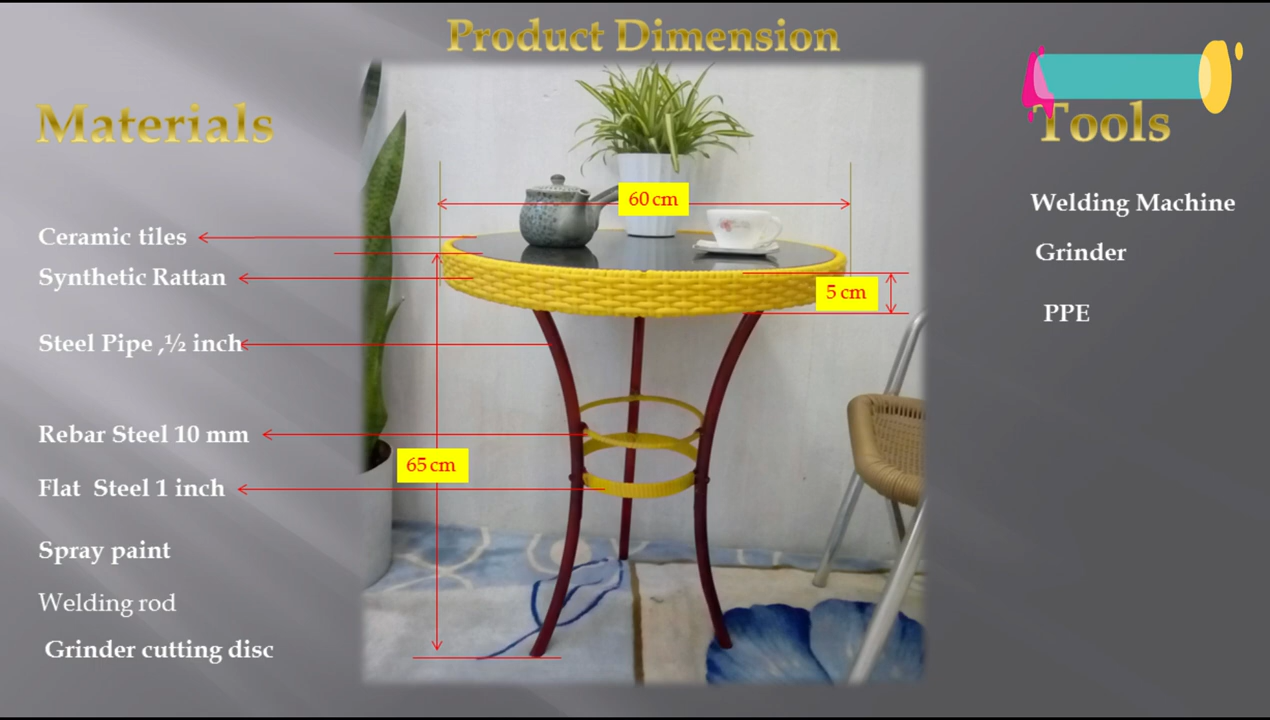 Product Dimension
Materials
Tools
Ceramic tiles
Synthetic Rattan
Steel Pipe ,½ inch
Rebar Steel 10 mm
Flat Steel 1 inch
Spray paint
Welding rod
Grinder cutting disc
60 cm
5 cm
65 cm
Welding Machine
Grinder
PPE